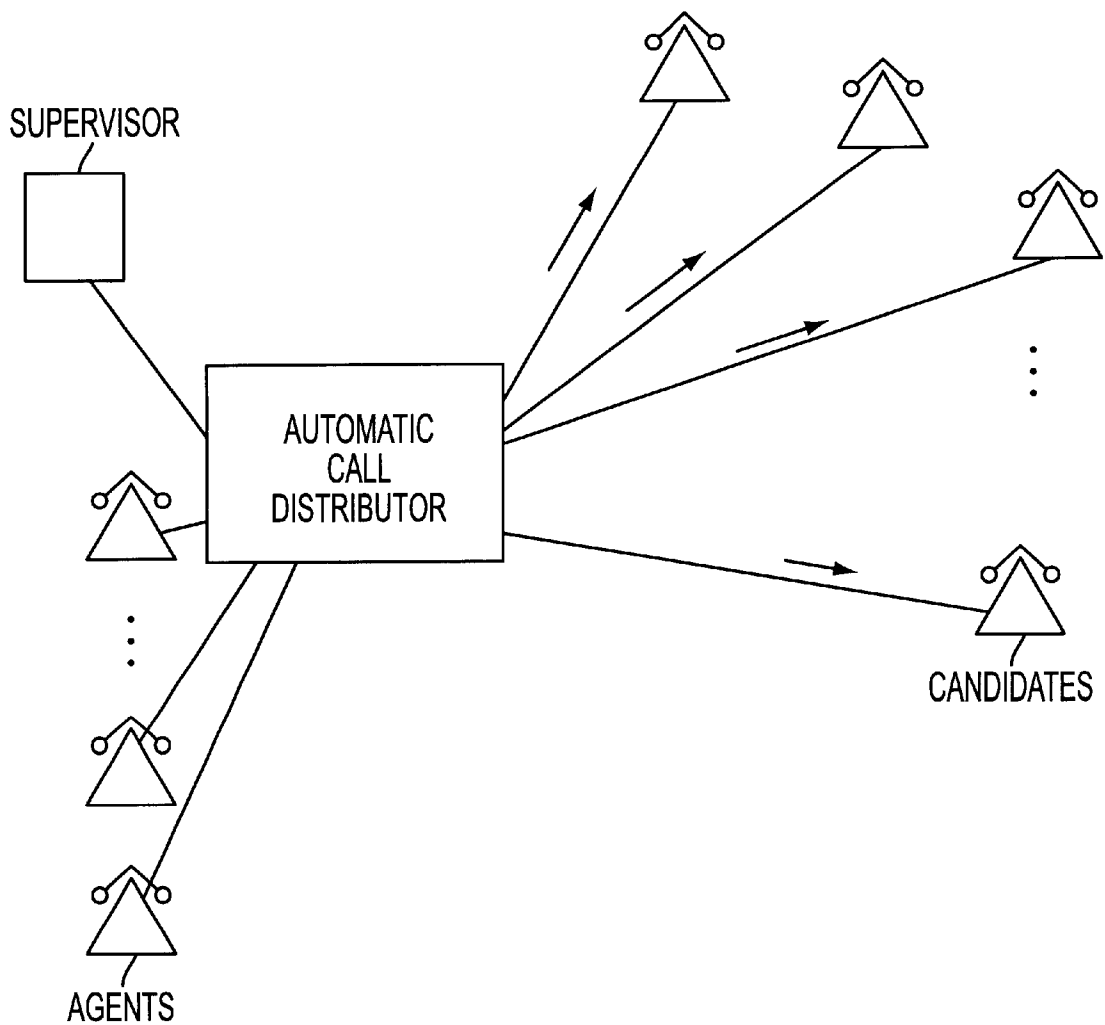 SUPERVISOR
AUTOMATIC
CALL
DISTRIBUTOR
CANDIDATES
AGENTS